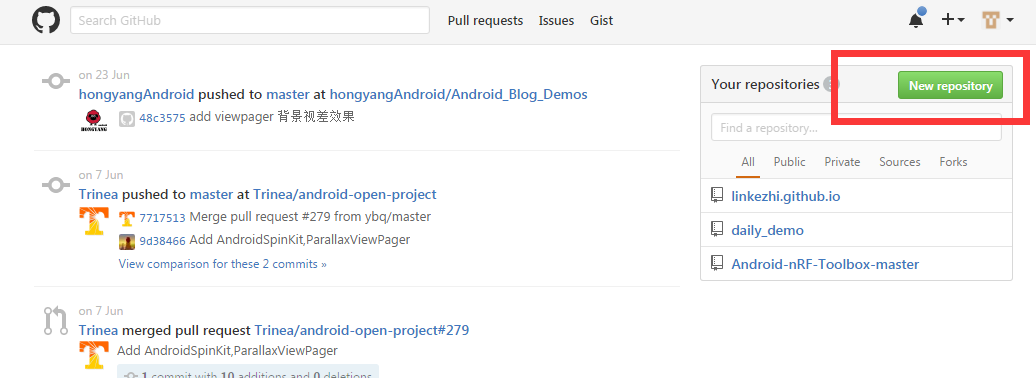 Search GitHub
Pull requests Issues Gist
on 23 Jun
hongyangAndroid pushed to master at hongyangAndroid/Android_Blog_Demos
HONGYANG
48c3575 add viewpager 背景视差效果
on 7 Jun
Trinea pushed to master at Trinea/android-open-project
7717513 Merge pull request #279 from ybq/master
9d38466 Add AndroidSpinKit,ParallaxViewPager
View comparison for these 2 commits »
on 7 Jun
Trinea merged pull request Trinea/android-open-project#279
Add AndroidSpinKit,ParallaxViewPager
1 commit with 10 additions and 0 deletions
Your repositories
New repository
Find a repository...
All Public Private Sources Forks
linkezhi.github.io
daily_demo
Android-nRF-Toolbox-master